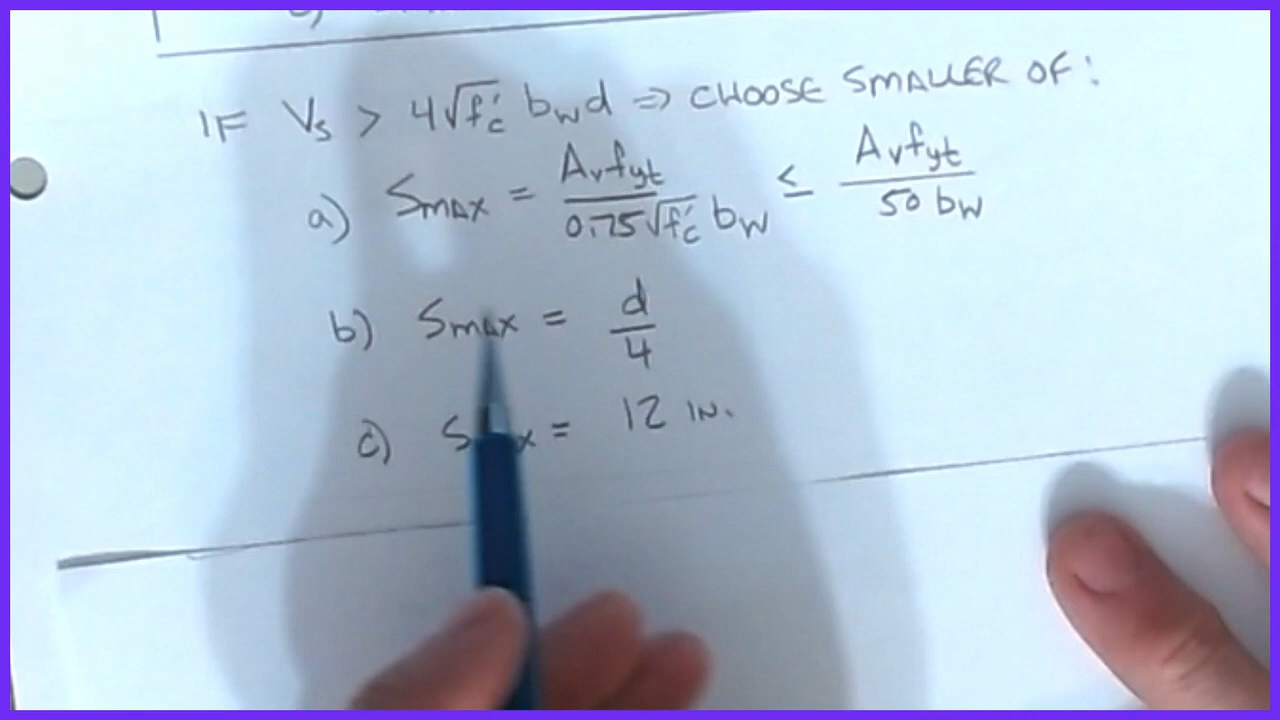 IF Vs > 4√f'c bwd ⇒ CHOOSE SMALLER OF:
a) Smax = Avfyt / 0.75√f'c bw ≤ Avfyt / 50 bw
b) Smax = d / 4
c) S x = 12 IN.